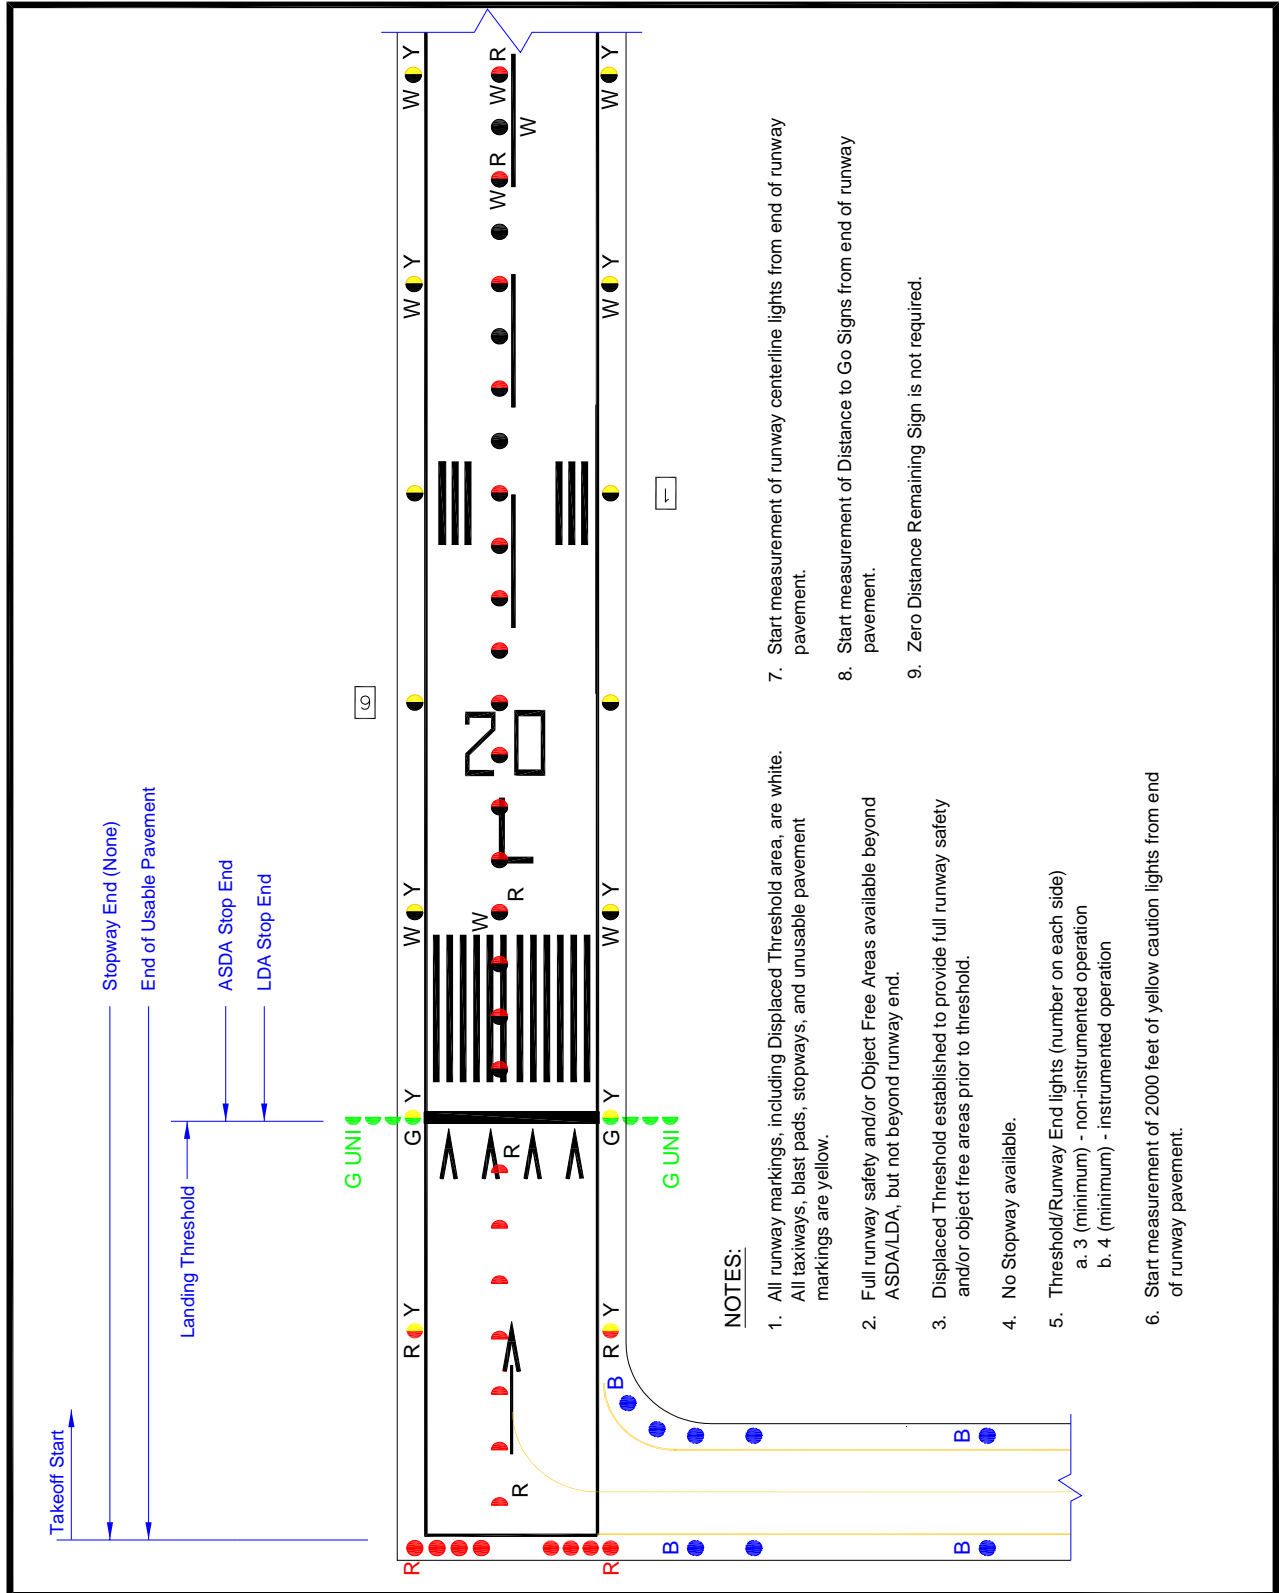 Takeoff Start
Stopway End (None)
End of Usable Pavement
Landing Threshold
ASDA Stop End
LDA Stop End
6
G UNI
R
R Y
G Y
W Y
W Y
W Y
R
R
W
R
L
20
W R
W R
W
R
R Y
G Y
W Y
W Y
W Y
G UNI
1
B
B
B
B
NOTES:
1. All runway markings, including Displaced Threshold area, are white.
All taxiways, blast pads, stopways, and unusable pavement
markings are yellow.
2. Full runway safety and/or Object Free Areas available beyond
ASDA/LDA, but not beyond runway end.
3. Displaced Threshold established to provide full runway safety
and/or object free areas prior to threshold.
4. No Stopway available.
5. Threshold/Runway End lights (number on each side)
a. 3 (minimum) - non-instrumented operation
b. 4 (minimum) - instrumented operation
6. Start measurement of 2000 feet of yellow caution lights from end
of runway pavement.
7. Start measurement of runway centerline lights from end of runway
pavement.
8. Start measurement of Distance to Go Signs from end of runway
pavement.
9. Zero Distance Remaining Sign is not required.